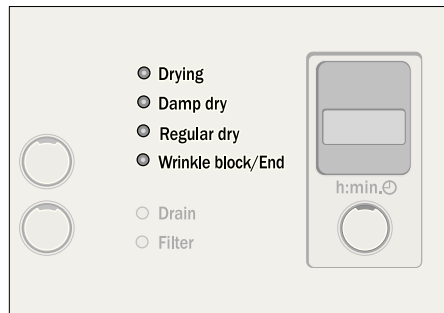 Drying
Damp dry
Regular dry
Wrinkle block/End
h:min.
Drain
Filter